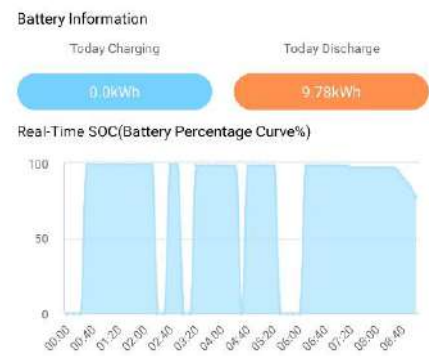 Battery Information
Today Charging Today Discharge
0.0kWh 9.78kWh
Real-Time SOC(Battery Percentage Curve%)
100
50
0
00:00 00:40 01:20 02:00 02:40 03:20 04:00 04:40 05:20 06:00 06:40 07:20 08:00 08:40